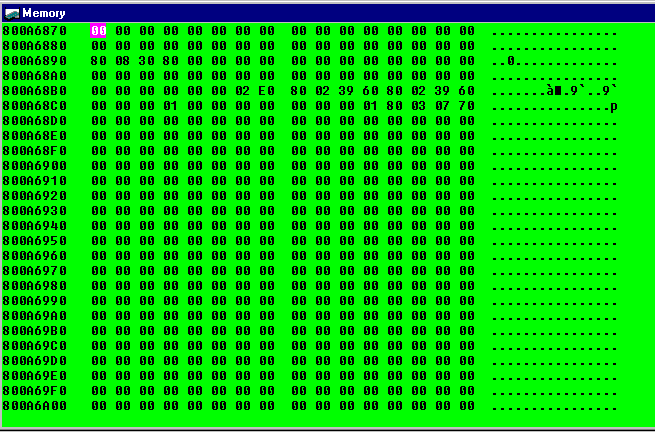 Memory
800A6870 00 00 00 00 00 00 00 00 00 00 00 00 00 00 00 00 ................
800A6880 00 00 00 00 00 00 00 00 00 00 00 00 00 00 00 00 ................
800A6890 80 08 30 80 00 00 00 00 00 00 00 00 00 00 00 00 ..0.............
800A68A0 00 00 00 00 00 00 00 00 00 00 00 00 00 00 00 00 ................
800A68B0 00 00 00 00 00 00 02 E0 80 02 39 60 80 02 39 60 .......à■.9`..9`
800A68C0 00 00 00 01 00 00 00 00 00 00 00 01 80 03 07 70 ...............p
800A68D0 00 00 00 00 00 00 00 00 00 00 00 00 00 00 00 00 ................
800A68E0 00 00 00 00 00 00 00 00 00 00 00 00 00 00 00 00 ................
800A68F0 00 00 00 00 00 00 00 00 00 00 00 00 00 00 00 00 ................
800A6900 00 00 00 00 00 00 00 00 00 00 00 00 00 00 00 00 ................
800A6910 00 00 00 00 00 00 00 00 00 00 00 00 00 00 00 00 ................
800A6920 00 00 00 00 00 00 00 00 00 00 00 00 00 00 00 00 ................
800A6930 00 00 00 00 00 00 00 00 00 00 00 00 00 00 00 00 ................
800A6940 00 00 00 00 00 00 00 00 00 00 00 00 00 00 00 00 ................
800A6950 00 00 00 00 00 00 00 00 00 00 00 00 00 00 00 00 ................
800A6960 00 00 00 00 00 00 00 00 00 00 00 00 00 00 00 00 ................
800A6970 00 00 00 00 00 00 00 00 00 00 00 00 00 00 00 00 ................
800A6980 00 00 00 00 00 00 00 00 00 00 00 00 00 00 00 00 ................
800A6990 00 00 00 00 00 00 00 00 00 00 00 00 00 00 00 00 ................
800A69A0 00 00 00 00 00 00 00 00 00 00 00 00 00 00 00 00 ................
800A69B0 00 00 00 00 00 00 00 00 00 00 00 00 00 00 00 00 ................
800A69C0 00 00 00 00 00 00 00 00 00 00 00 00 00 00 00 00 ................
800A69D0 00 00 00 00 00 00 00 00 00 00 00 00 00 00 00 00 ................
800A69E0 00 00 00 00 00 00 00 00 00 00 00 00 00 00 00 00 ................
800A69F0 00 00 00 00 00 00 00 00 00 00 00 00 00 00 00 00 ................
800A6A00 00 00 00 00 00 00 00 00 00 00 00 00 00 00 00 00 ................